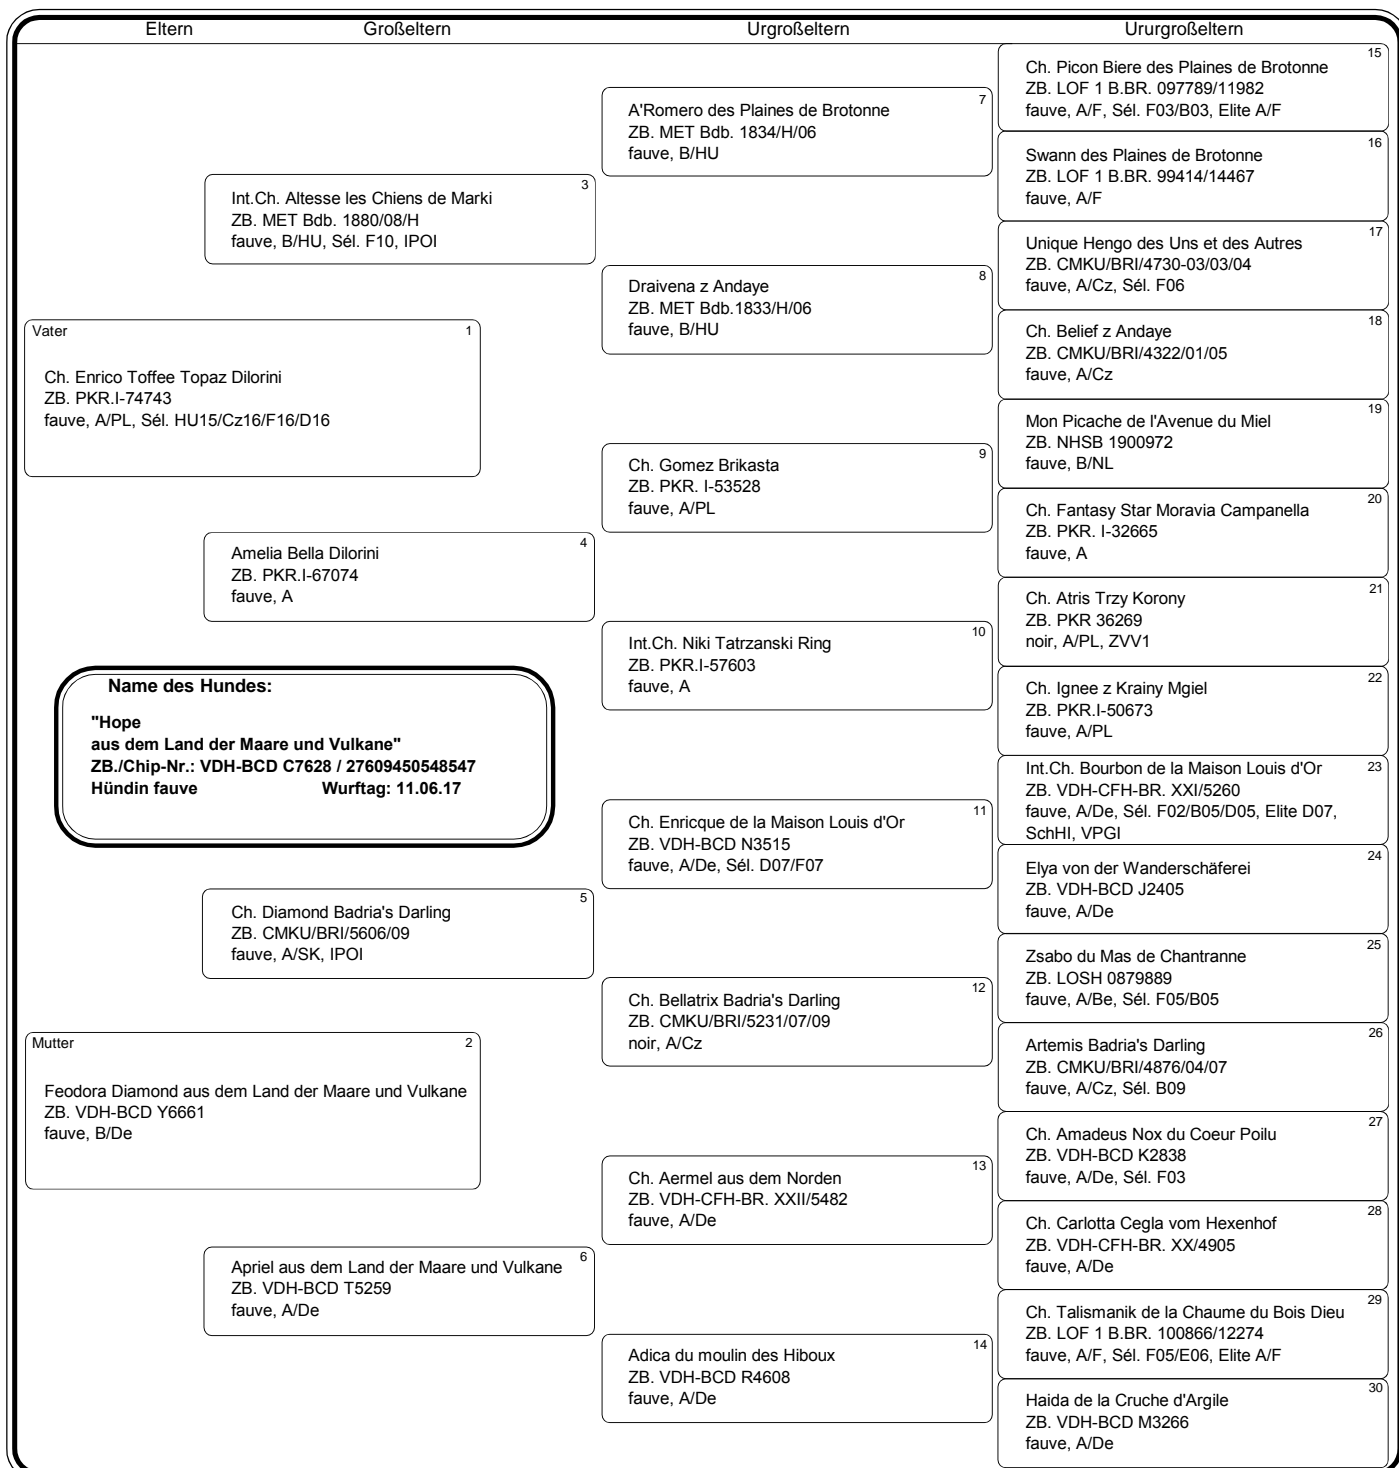 Eltern Großeltern Urgroßeltern Ururgroßeltern
Vater 1
Ch. Enrico Toffee Topaz Dilorini
ZB. PKR.I-74743
fauve, A/PL, Sél. HU15/Cz16/F16/D16
Name des Hundes:
"Hope
aus dem Land der Maare und Vulkane"
ZB./Chip-Nr.: VDH-BCD C7628 / 27609450548547
Hündin fauve Wurftag: 11.06.17
Mutter 2
Feodora Diamond aus dem Land der Maare und Vulkane
ZB. VDH-BCD Y6661
fauve, B/De
3
Int.Ch. Altesse les Chiens de Marki
ZB. MET Bdb. 1880/08/H
fauve, B/HU, Sél. F10, IPOI
4
Amelia Bella Dilorini
ZB. PKR.I-67074
fauve, A
5
Ch. Diamond Badria's Darling
ZB. CMKU/BRI/5606/09
fauve, A/SK, IPOI
6
Apriel aus dem Land der Maare und Vulkane
ZB. VDH-BCD T5259
fauve, A/De
7
A'Romero des Plaines de Brotonne
ZB. MET Bdb. 1834/H/06
fauve, B/HU
8
Draivena z Andaye
ZB. MET Bdb.1833/H/06
fauve, B/HU
9
Ch. Gomez Brikasta
ZB. PKR. I-53528
fauve, A/PL
10
Int.Ch. Niki Tatrzanski Ring
ZB. PKR.I-57603
fauve, A
11
Ch. Enricque de la Maison Louis d'Or
ZB. VDH-BCD N3515
fauve, A/De, Sél. D07/F07
12
Ch. Bellatrix Badria's Darling
ZB. CMKU/BRI/5231/07/09
noir, A/Cz
13
Ch. Aermel aus dem Norden
ZB. VDH-CFH-BR. XXII/5482
fauve, A/De
14
Adica du moulin des Hiboux
ZB. VDH-BCD R4608
fauve, A/De
15
Ch. Picon Biere des Plaines de Brotonne
ZB. LOF 1 B.BR. 097789/11982
fauve, A/F, Sél. F03/B03, Elite A/F
16
Swann des Plaines de Brotonne
ZB. LOF 1 B.BR. 99414/14467
fauve, A/F
17
Unique Hengo des Uns et des Autres
ZB. CMKU/BRI/4730-03/03/04
fauve, A/Cz, Sél. F06
18
Ch. Belief z Andaye
ZB. CMKU/BRI/4322/01/05
fauve, A/Cz
19
Mon Picache de l'Avenue du Miel
ZB. NHSB 1900972
fauve, B/NL
20
Ch. Fantasy Star Moravia Campanella
ZB. PKR. I-32665
fauve, A
21
Ch. Atris Trzy Korony
ZB. PKR 36269
noir, A/PL, ZVV1
22
Ch. Ignee z Krainy Mgiel
ZB. PKR.I-50673
fauve, A/PL
23
Int.Ch. Bourbon de la Maison Louis d'Or
ZB. VDH-CFH-BR. XXI/5260
fauve, A/De, Sél. F02/B05/D05, Elite D07,
SchHI, VPGI
24
Elya von der Wanderschäferei
ZB. VDH-BCD J2405
fauve, A/De
25
Zsabo du Mas de Chantranne
ZB. LOSH 0879889
fauve, A/Be, Sél. F05/B05
26
Artemis Badria's Darling
ZB. CMKU/BRI/4876/04/07
fauve, A/Cz, Sél. B09
27
Ch. Amadeus Nox du Coeur Poilu
ZB. VDH-BCD K2838
fauve, A/De, Sél. F03
28
Ch. Carlotta Cegla vom Hexenhof
ZB. VDH-CFH-BR. XX/4905
fauve, A/De
29
Ch. Talismanik de la Chaume du Bois Dieu
ZB. LOF 1 B.BR. 100866/12274
fauve, A/F, Sél. F05/E06, Elite A/F
30
Haida de la Cruche d'Argile
ZB. VDH-BCD M3266
fauve, A/De